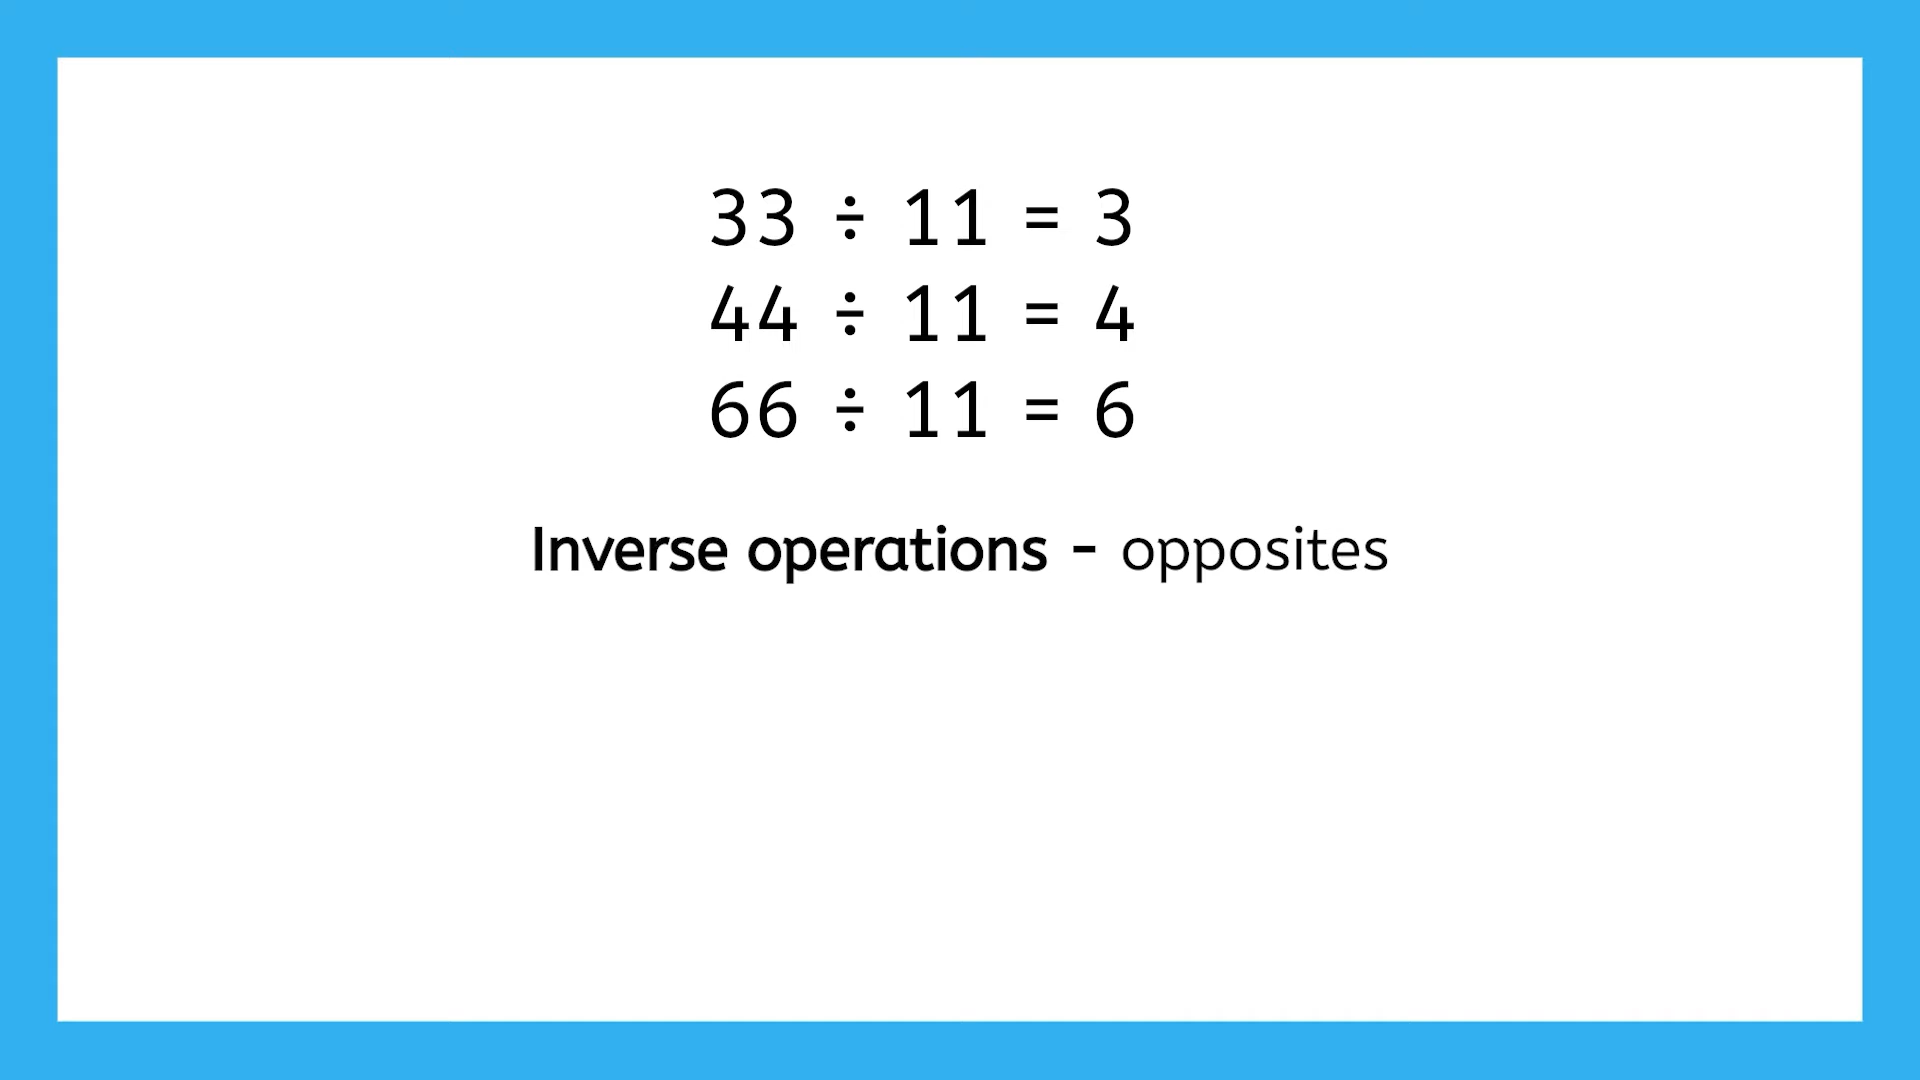 33 ÷ 11 = 3
44 ÷ 11 = 4
66 ÷ 11 = 6
Inverse operations - opposites